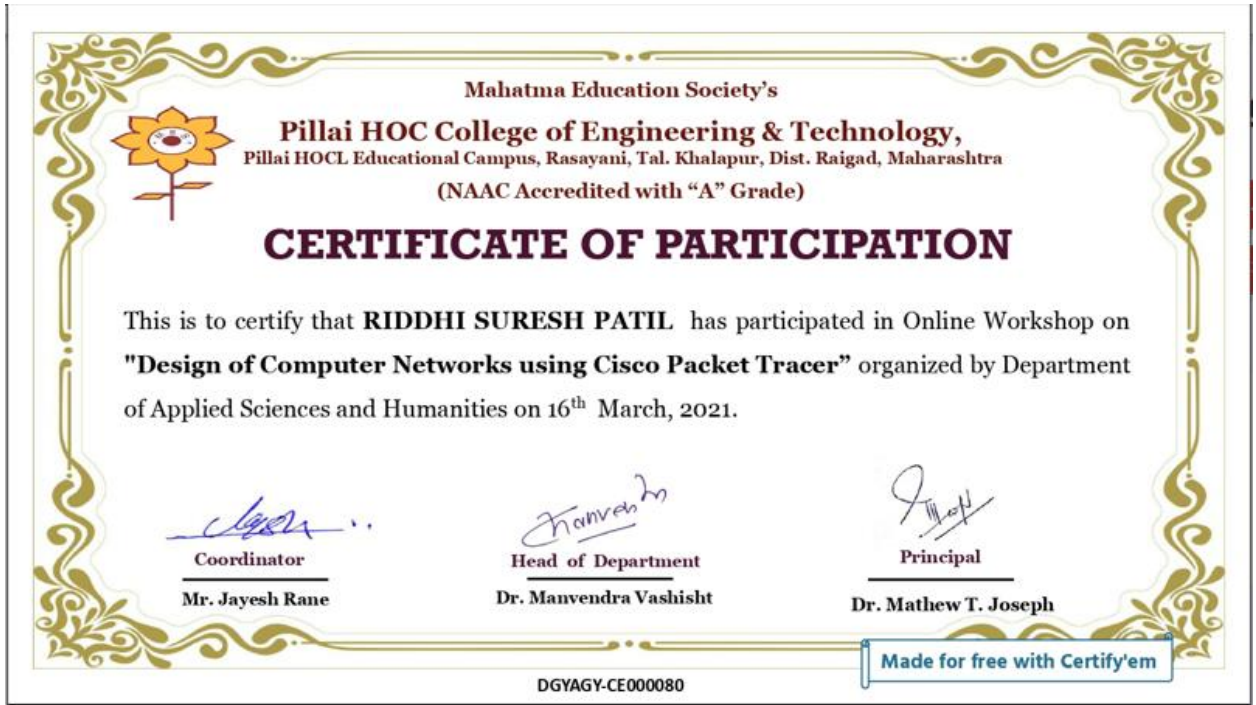 Mahatma Education Society's
Pillai HOC College of Engineering & Technology,
Pillai HOCL Educational Campus, Rasayani, Tal. Khalapur, Dist. Raigad, Maharashtra
(NAAC Accredited with “A” Grade)
CERTIFICATE OF PARTICIPATION
This is to certify that RIDDHI SURESH PATIL has participated in Online Workshop on
"Design of Computer Networks using Cisco Packet Tracer” organized by Department
of Applied Sciences and Humanities on 16th March, 2021.
Coordinator
Mr. Jayesh Rane
Head of Department
Dr. Manvendra Vashisht
Principal
Dr. Mathew T. Joseph
Made for free with Certify'em
DGYAGY-CE000080